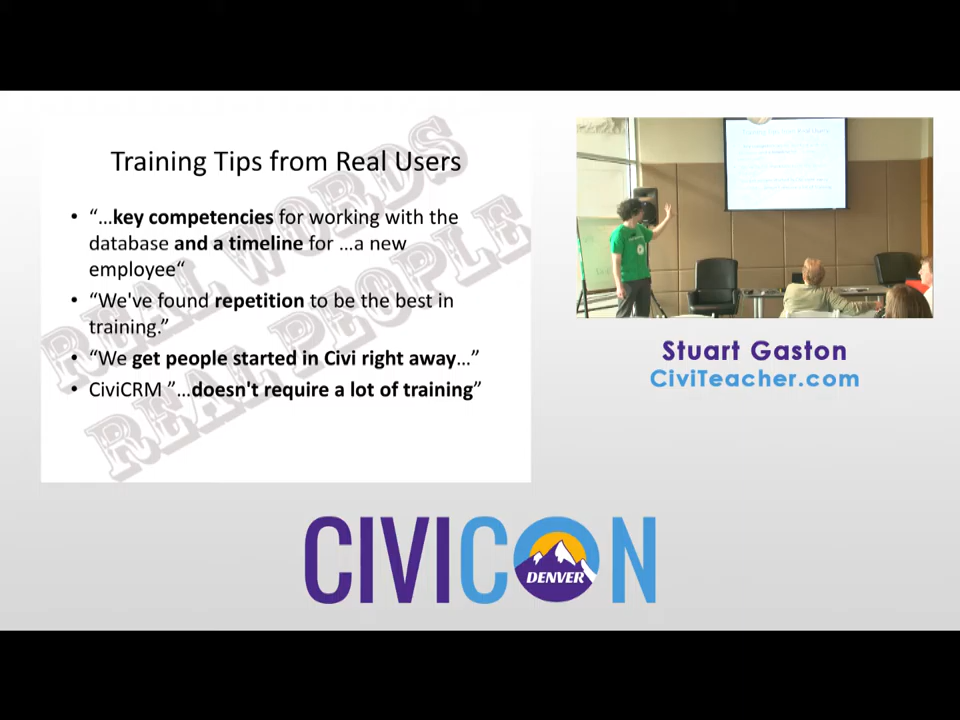 Training Tips from Real Users
REAL WORDS
REAL PEOPLE
• “…key competencies for working with the
database and a timeline for …a new
employee“
• “We've found repetition to be the best in
training.”
• “We get people started in Civi right away…”
• CiviCRM ”…doesn't require a lot of training”
Stuart Gaston
CiviTeacher.com
CIVICON
DENVER